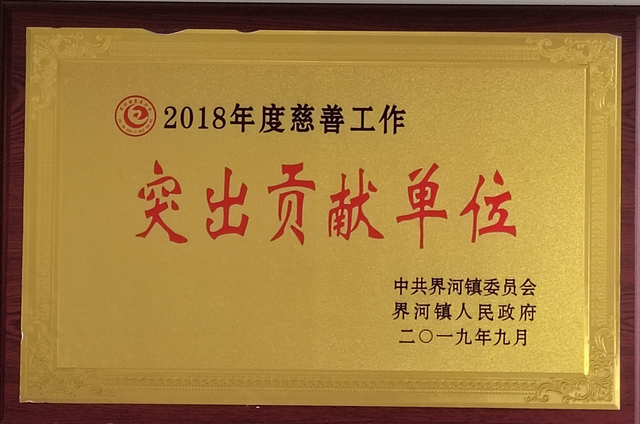 2018年度慈善工作
突出贡献单位
中共界河镇委员会
界河镇人民政府
二〇一九年九月